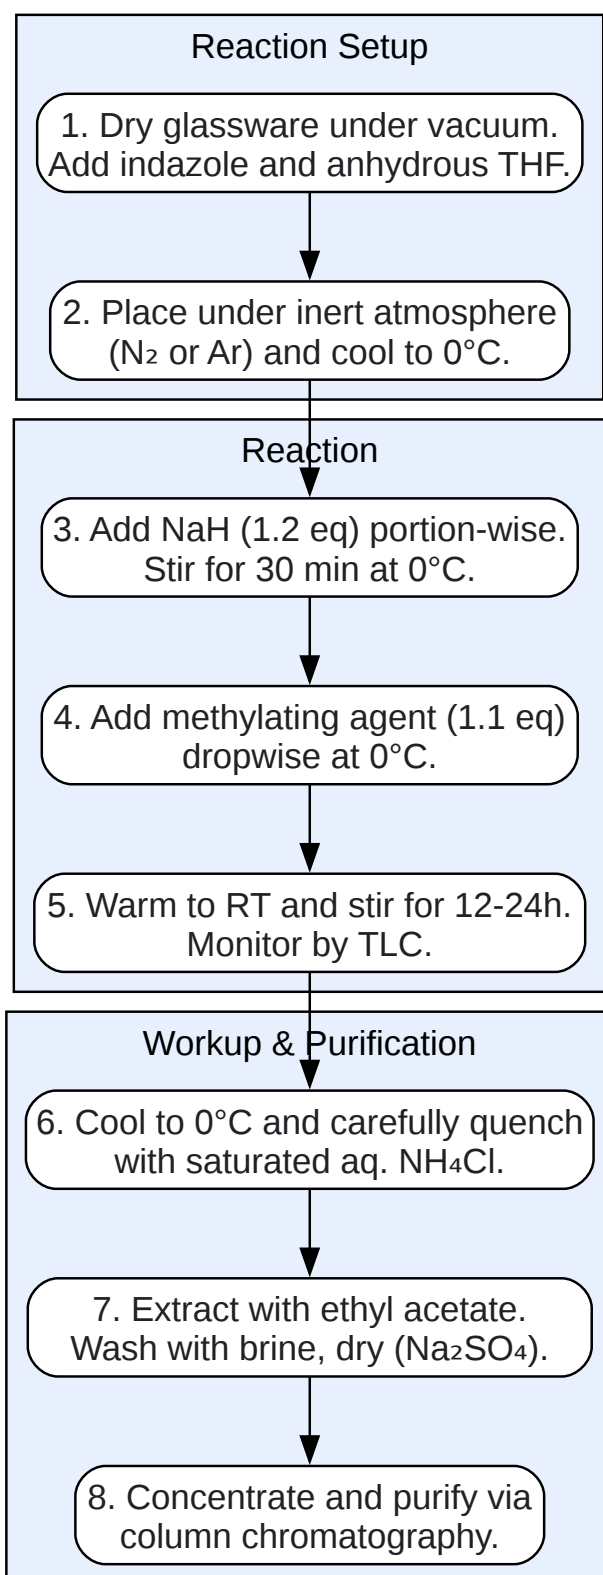 Reaction Setup
1. Dry glassware under vacuum.
Add indazole and anhydrous THF.
2. Place under inert atmosphere
(N₂ or Ar) and cool to 0°C.
Reaction
3. Add NaH (1.2 eq) portion-wise.
Stir for 30 min at 0°C.
4. Add methylating agent (1.1 eq)
dropwise at 0°C.
5. Warm to RT and stir for 12-24h.
Monitor by TLC.
Workup & Purification
6. Cool to 0°C and carefully quench
with saturated aq. NH₄Cl.
7. Extract with ethyl acetate.
Wash with brine, dry (Na₂SO₄).
8. Concentrate and purify via
column chromatography.